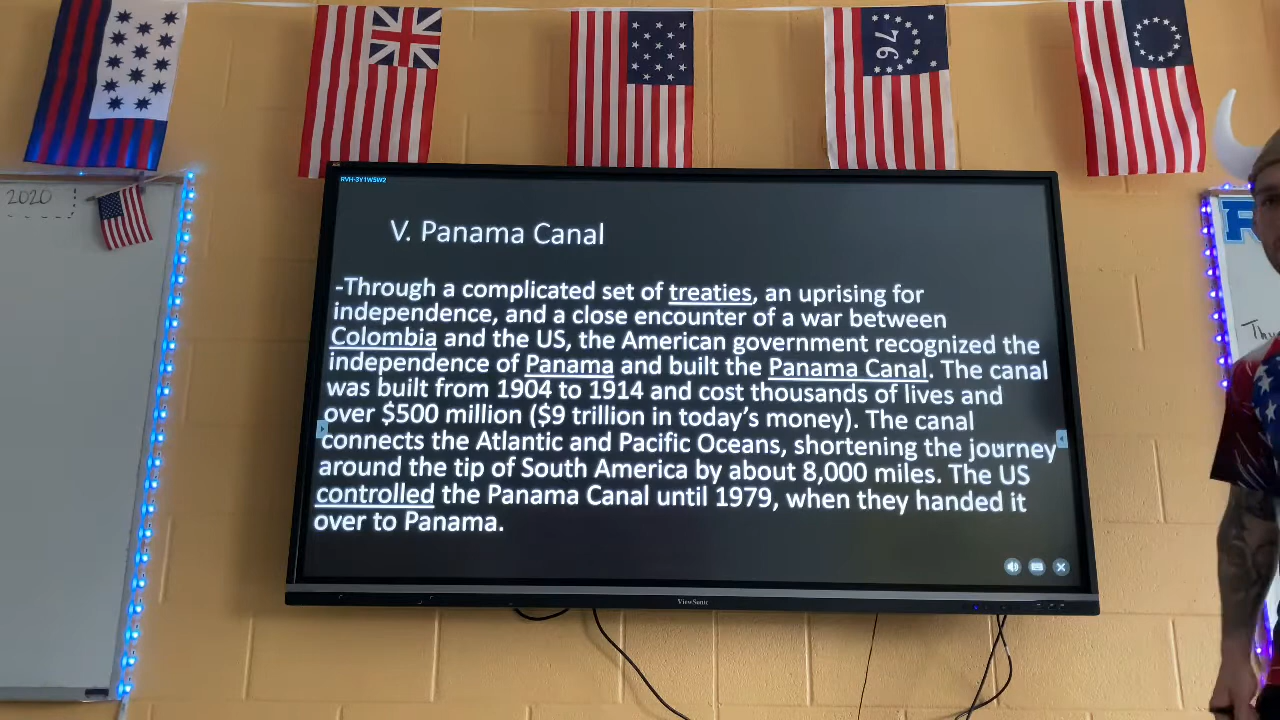 2020
76
RVH-3Y1W5W2
V. Panama Canal
-Through a complicated set of treaties, an uprising for
independence, and a close encounter of a war between
Colombia and the US, the American government recognized the
independence of Panama and built the Panama Canal. The canal
was built from 1904 to 1914 and cost thousands of lives and
over $500 million ($9 trillion in today's money). The canal
connects the Atlantic and Pacific Oceans, shortening the journey
around the tip of South America by about 8,000 miles. The US
controlled the Panama Canal until 1979, when they handed it
over to Panama.
ViewSonic